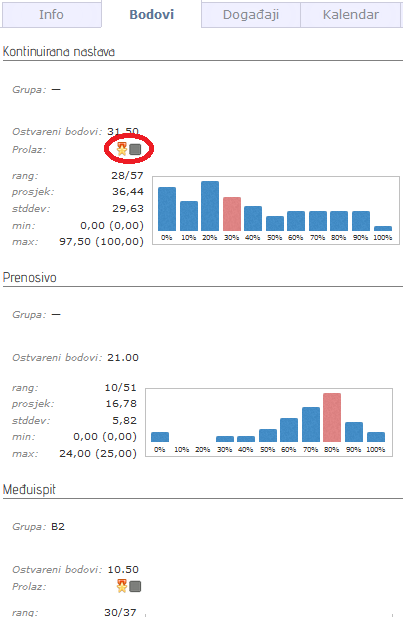 Info Bodovi Događaji Kalendar
Kontinuirana nastava
Grupa: —
Ostvareni bodovi: 31.50
Prolaz:
rang: 28/57
prosjek: 36,44
stddev: 29,63
min: 0,00 (0,00)
max: 97,50 (100,00)
0% 10% 20% 30% 40% 50% 60% 70% 80% 90% 100%
Prenosivo
Grupa: —
Ostvareni bodovi: 21.00
rang: 10/51
prosjek: 16,78
stddev: 5,82
min: 0,00 (0,00)
max: 24,00 (25,00)
0% 10% 20% 30% 40% 50% 60% 70% 80% 90% 100%
Međuispit
Grupa: B2
Ostvareni bodovi: 10.50
Prolaz:
rang: 30/37